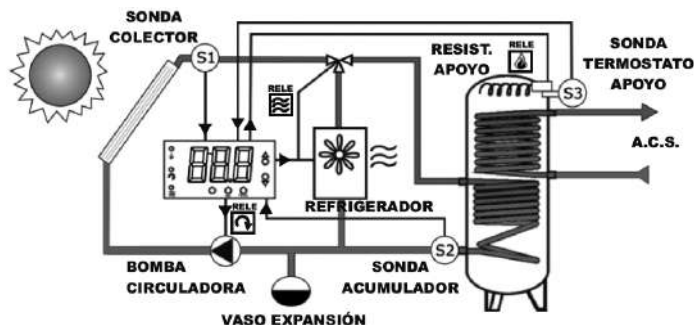 SONDA
COLECTOR
S1
RESIST.
APOYO
RELE
SONDA
TERMOSTATO
APOYO
S3
RELE
888
A.C.S.
REFRIGERADOR
RELE
S2
BOMBA
CIRCULADORA
SONDA
ACUMULADOR
VASO EXPANSIÓN